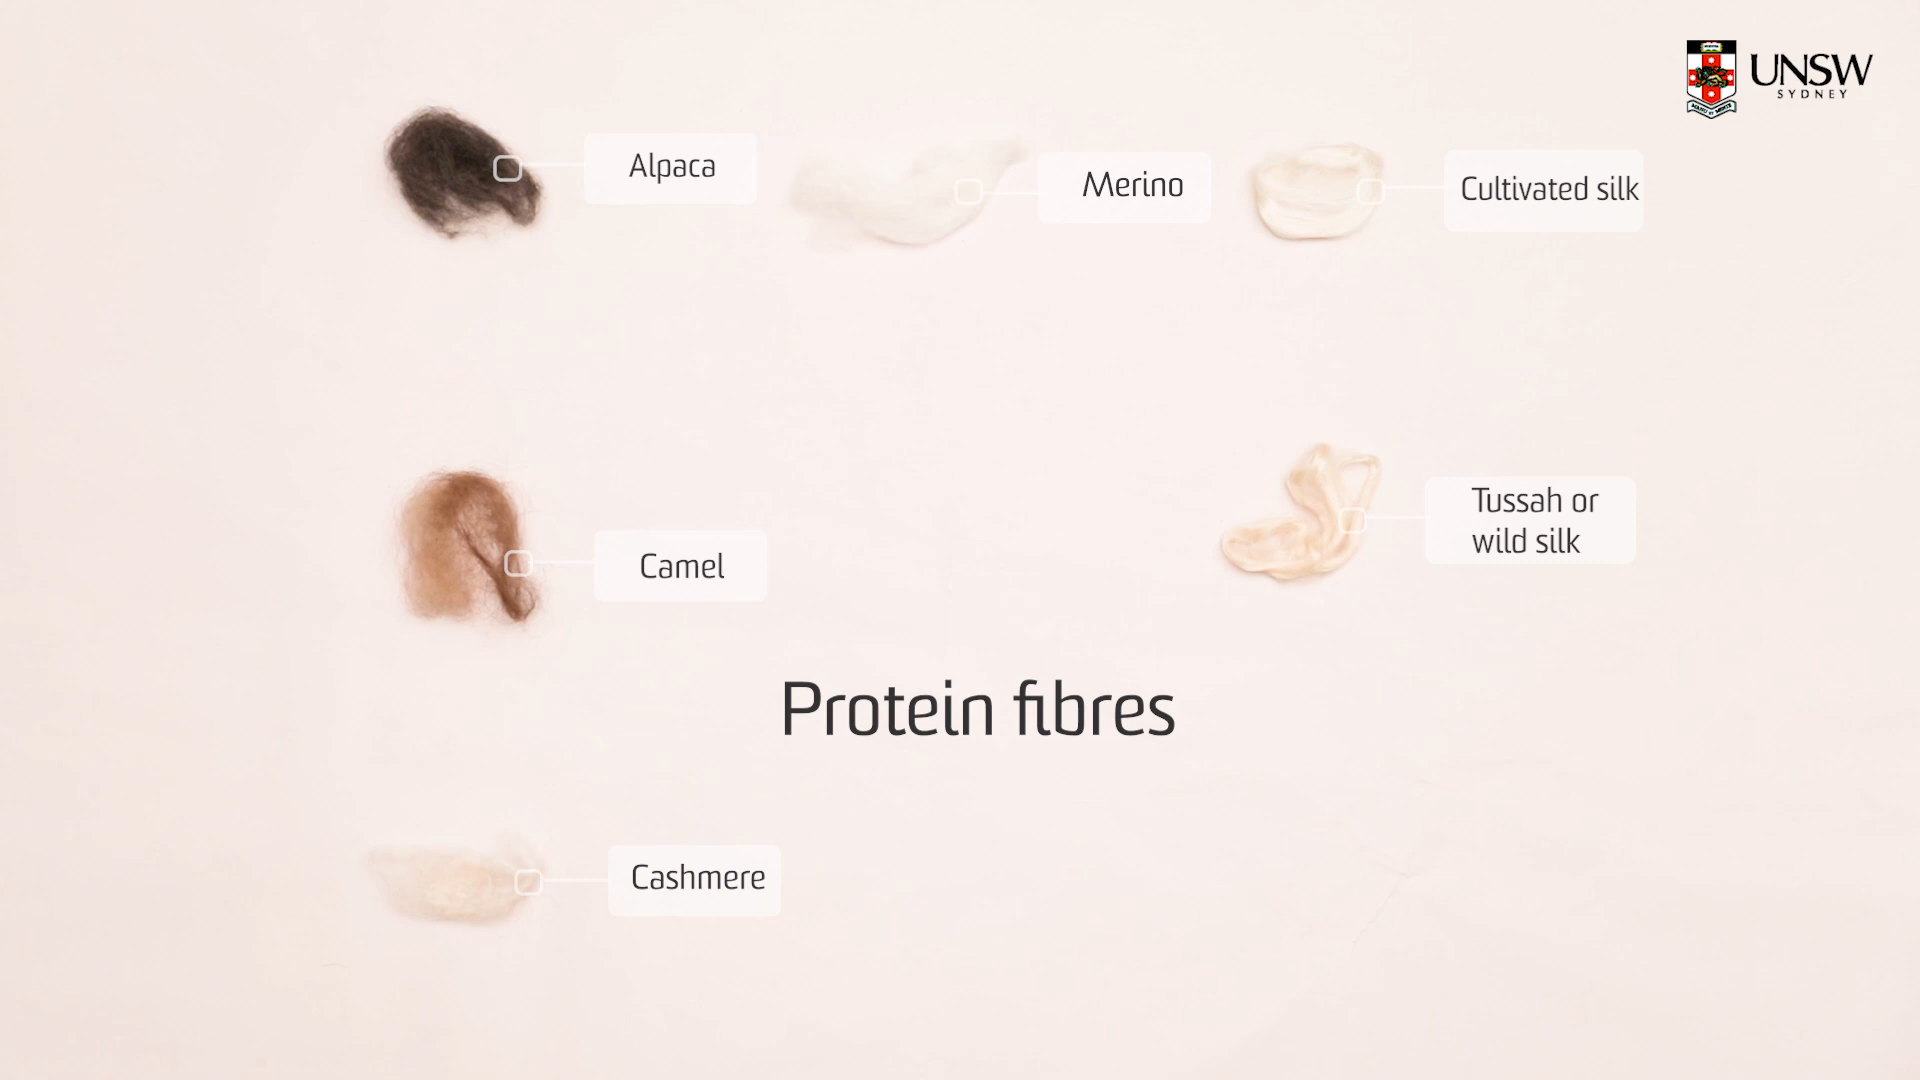 UNSW
SYDNEY
Alpaca
Merino
Cultivated silk
Camel
Tussah or
wild silk
Protein fibres
Cashmere